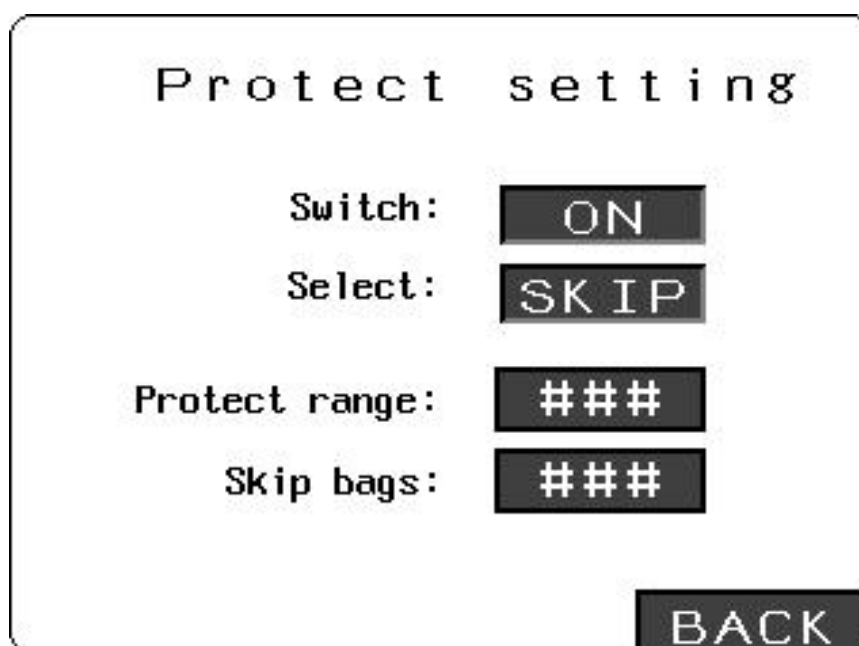 Protect setting
Switch: ON
Select: SKIP
Protect range: ###
Skip bags: ###
BACK